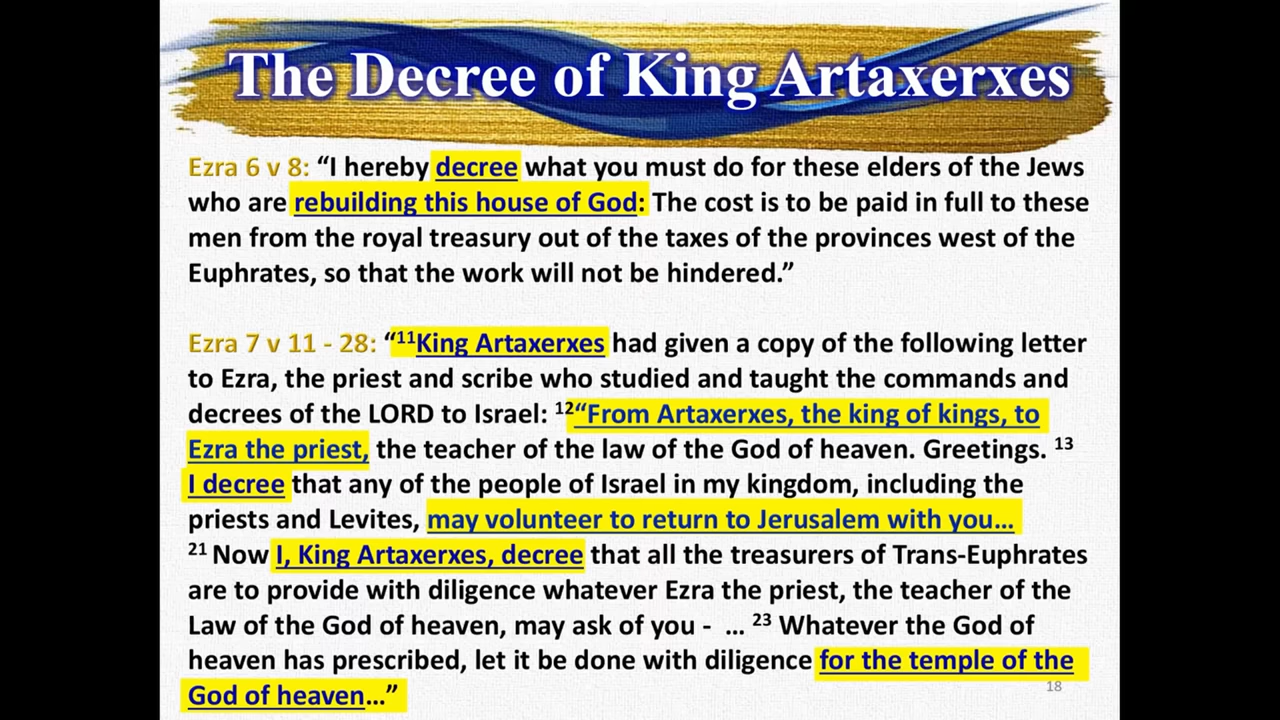 The Decree of King Artaxerxes
Ezra 6 v 8: “I hereby decree what you must do for these elders of the Jews
who are rebuilding this house of God: The cost is to be paid in full to these
men from the royal treasury out of the taxes of the provinces west of the
Euphrates, so that the work will not be hindered.”
Ezra 7 v 11 - 28: “11King Artaxerxes had given a copy of the following letter
to Ezra, the priest and scribe who studied and taught the commands and
decrees of the LORD to Israel: 12“From Artaxerxes, the king of kings, to
Ezra the priest, the teacher of the law of the God of heaven. Greetings. 13
I decree that any of the people of Israel in my kingdom, including the
priests and Levites, may volunteer to return to Jerusalem with you…
21 Now I, King Artaxerxes, decree that all the treasurers of Trans-Euphrates
are to provide with diligence whatever Ezra the priest, the teacher of the
Law of the God of heaven, may ask of you - … 23 Whatever the God of
heaven has prescribed, let it be done with diligence for the temple of the
God of heaven…”
18